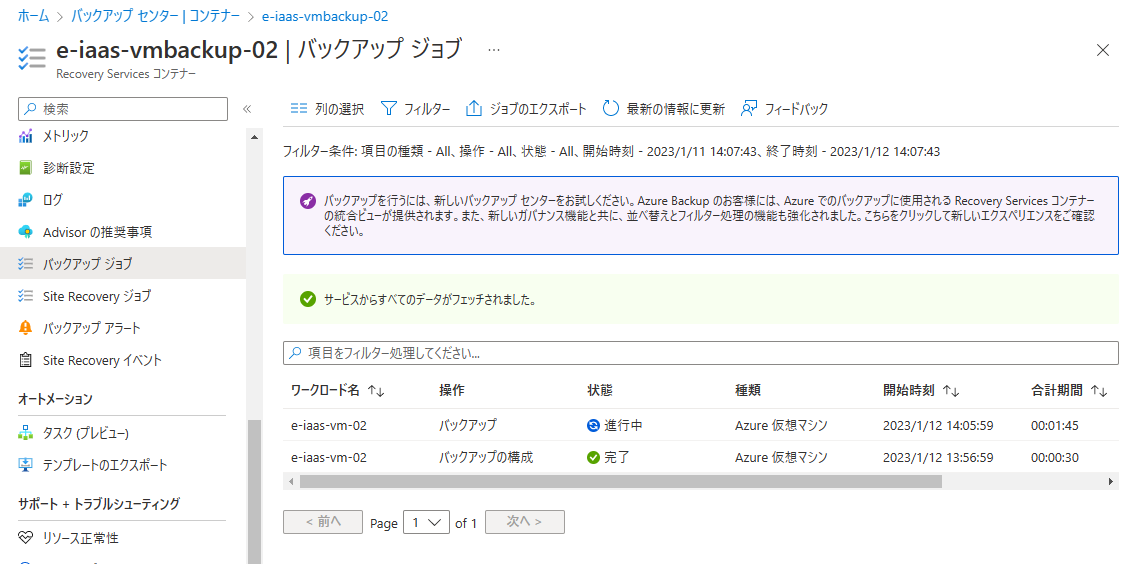 ホーム > バックアップ センター | コンテナー > e-iaas-vmbackup-02
e-iaas-vmbackup-02 | バックアップ ジョブ ...
Recovery Services コンテナー
検索
メトリック
診断設定
ログ
Advisor の推奨事項
バックアップ ジョブ
Site Recovery ジョブ
バックアップ アラート
Site Recovery イベント
オートメーション
タスク (プレビュー)
テンプレートのエクスポート
サポート + トラブルシューティング
リソース正常性
列の選択 フィルター ジョブのエクスポート 最新の情報に更新 フィードバック
フィルター条件: 項目の種類 - All、操作 - All、状態 - All、開始時刻 - 2023/1/11 14:07:43、終了時刻 - 2023/1/12 14:07:43
バックアップを行うには、新しいバックアップ センターをお試しください。Azure Backup のお客様には、Azure でのバックアップに使用される Recovery Services コンテナー
の統合ビューが提供されます。また、新しいガバナンス機能と共に、並べ替えとフィルター処理の機能も強化されました。こちらをクリックして新しいエクスペリエンスをご確認
ください。
サービスからすべてのデータがフェッチされました。
項目をフィルター処理してください...
ワークロード名 ↑↓ 操作 状態 種類 開始時刻 ↑↓ 合計期間 ↑↓
e-iaas-vm-02 バックアップ 進行中 Azure 仮想マシン 2023/1/12 14:05:59 00:01:45
e-iaas-vm-02 バックアップの構成 完了 Azure 仮想マシン 2023/1/12 13:56:59 00:00:30
< 前へ Page 1 of 1 次へ >